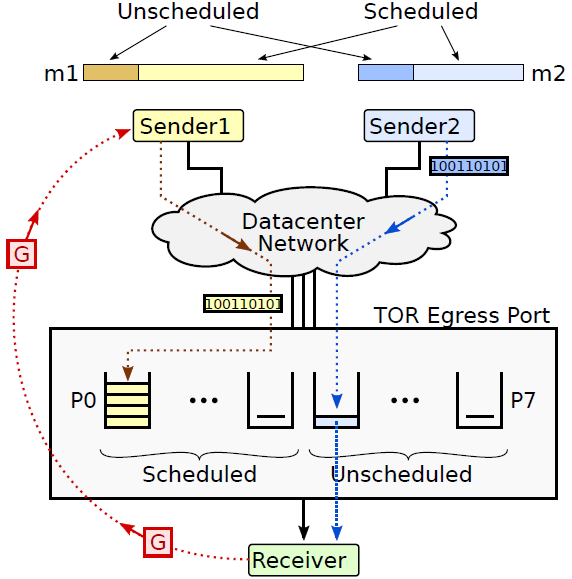 Unscheduled Scheduled
m1 m2
Sender1 Sender2
100110101
Datacenter
Network
G
100110101
TOR Egress Port
P0 ... ... P7
Scheduled Unscheduled
G
Receiver